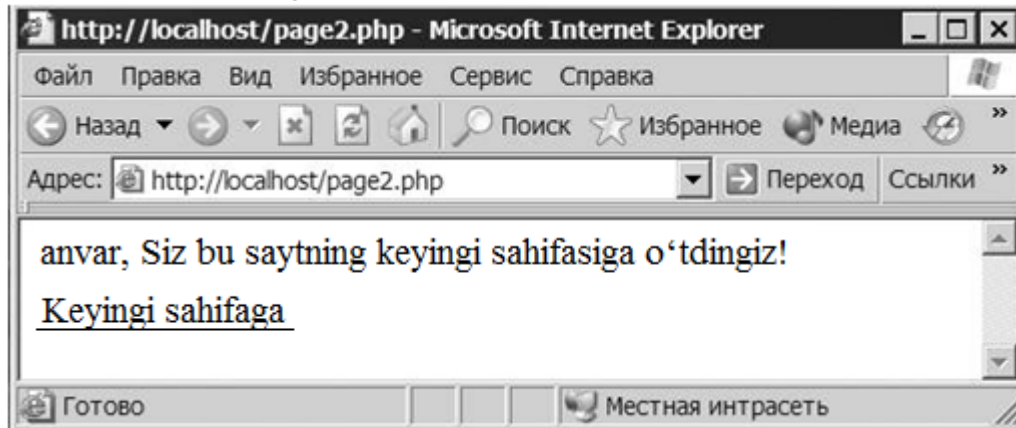 http://localhost/page2.php - Microsoft Internet Explorer
Файл Правка Вид Избранное Сервис Справка
Назад Поиск Избранное Медиа »
Адрес: http://localhost/page2.php Переход Ссылки »
anvar, Siz bu saytning keyingi sahifasiga o‘tdingiz!
Keyingi sahifaga
Готово Местная интрасеть